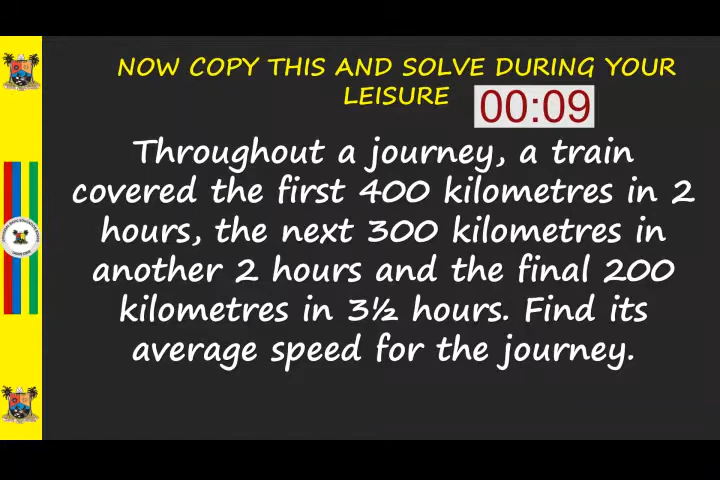 NOW COPY THIS AND SOLVE DURING YOUR
LEISURE
00:09
Throughout a journey, a train
covered the first 400 kilometres in 2
hours, the next 300 kilometres in
another 2 hours and the final 200
kilometres in 3½ hours. Find its
average speed for the journey.